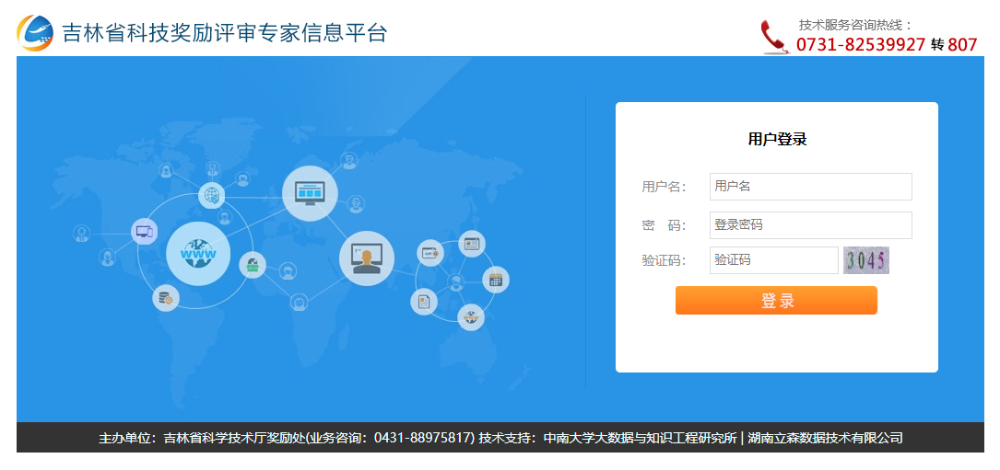 吉林省科技奖励评审专家信息平台
技术服务咨询热线：
0731-82539927 转 807
用户登录
用户名： 用户名
密 码： 登录密码
验证码： 验证码 3045
登录
WWW
主办单位：吉林省科学技术厅奖励处(业务咨询：0431-88975817) 技术支持：中南大学大数据与知识工程研究所 | 湖南立森数据技术有限公司